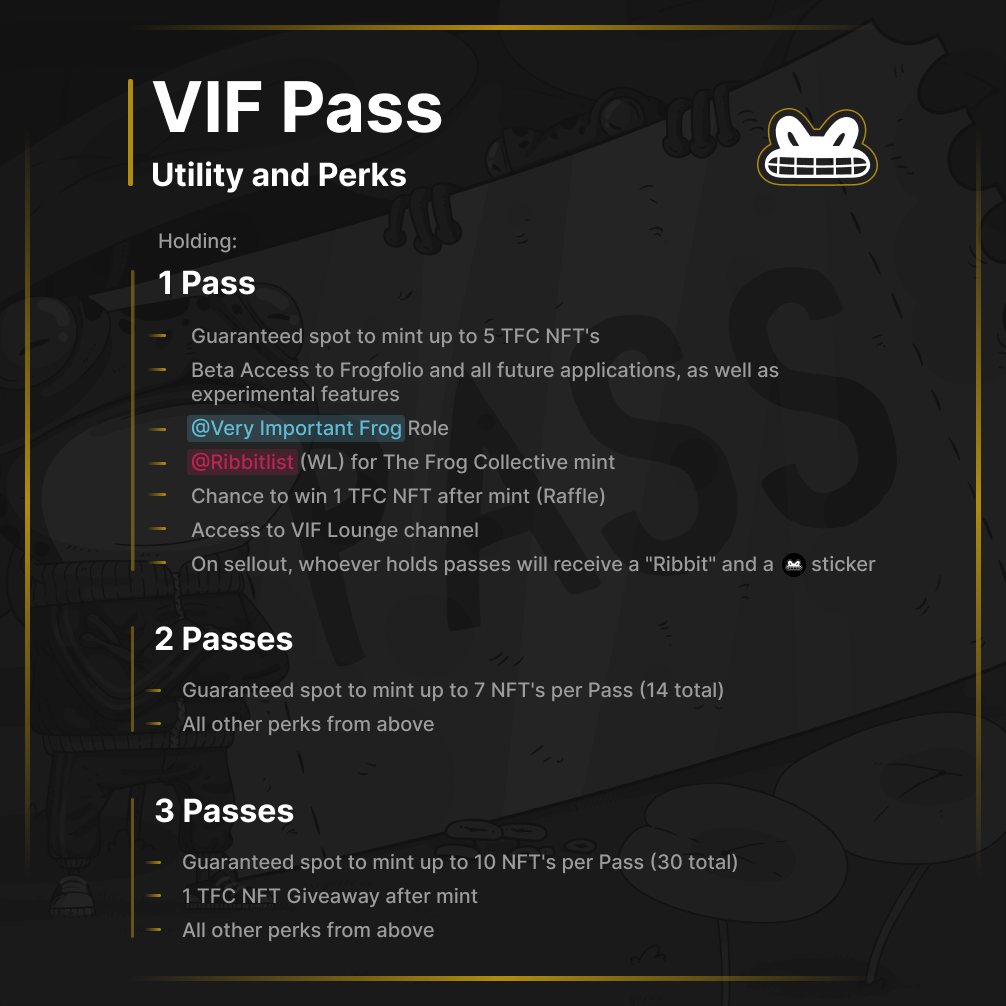 VIF Pass
Utility and Perks
Holding:
1 Pass
Guaranteed spot to mint up to 5 TFC NFT's
Beta Access to Frogfolio and all future applications, as well as
experimental features
@Very Important Frog Role
@Ribbitlist (WL) for The Frog Collective mint
Chance to win 1 TFC NFT after mint (Raffle)
Access to VIF Lounge channel
On sellout, whoever holds passes will receive a "Ribbit" and a sticker
2 Passes
Guaranteed spot to mint up to 7 NFT's per Pass (14 total)
All other perks from above
3 Passes
Guaranteed spot to mint up to 10 NFT's per Pass (30 total)
1 TFC NFT Giveaway after mint
All other perks from above
PASS